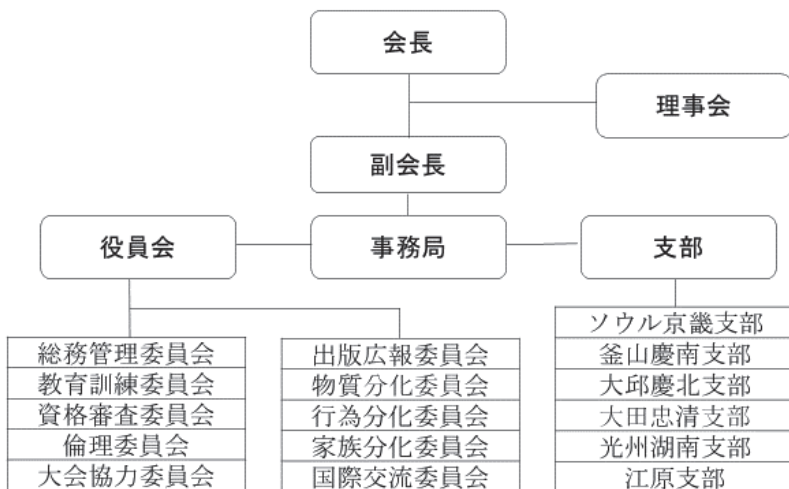 会長
理事会
副会長
役員会
事務局
支部
総務管理委員会
教育訓練委員会
資格審査委員会
倫理委員会
大会協力委員会
出版広報委員会
物質分化委員会
行為分化委員会
家族分化委員会
国際交流委員会
ソウル京畿支部
釜山慶南支部
大邱慶北支部
大田忠清支部
光州湖南支部
江原支部